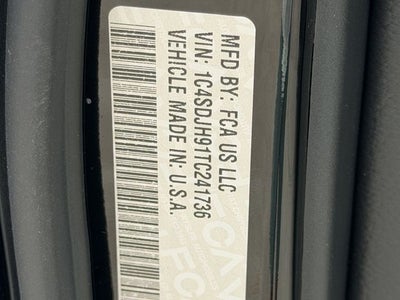 MFD BY: FCA US LLC
VIN: 1C4SDJH91TC241736
VEHICLE MADE IN: U.S.A.